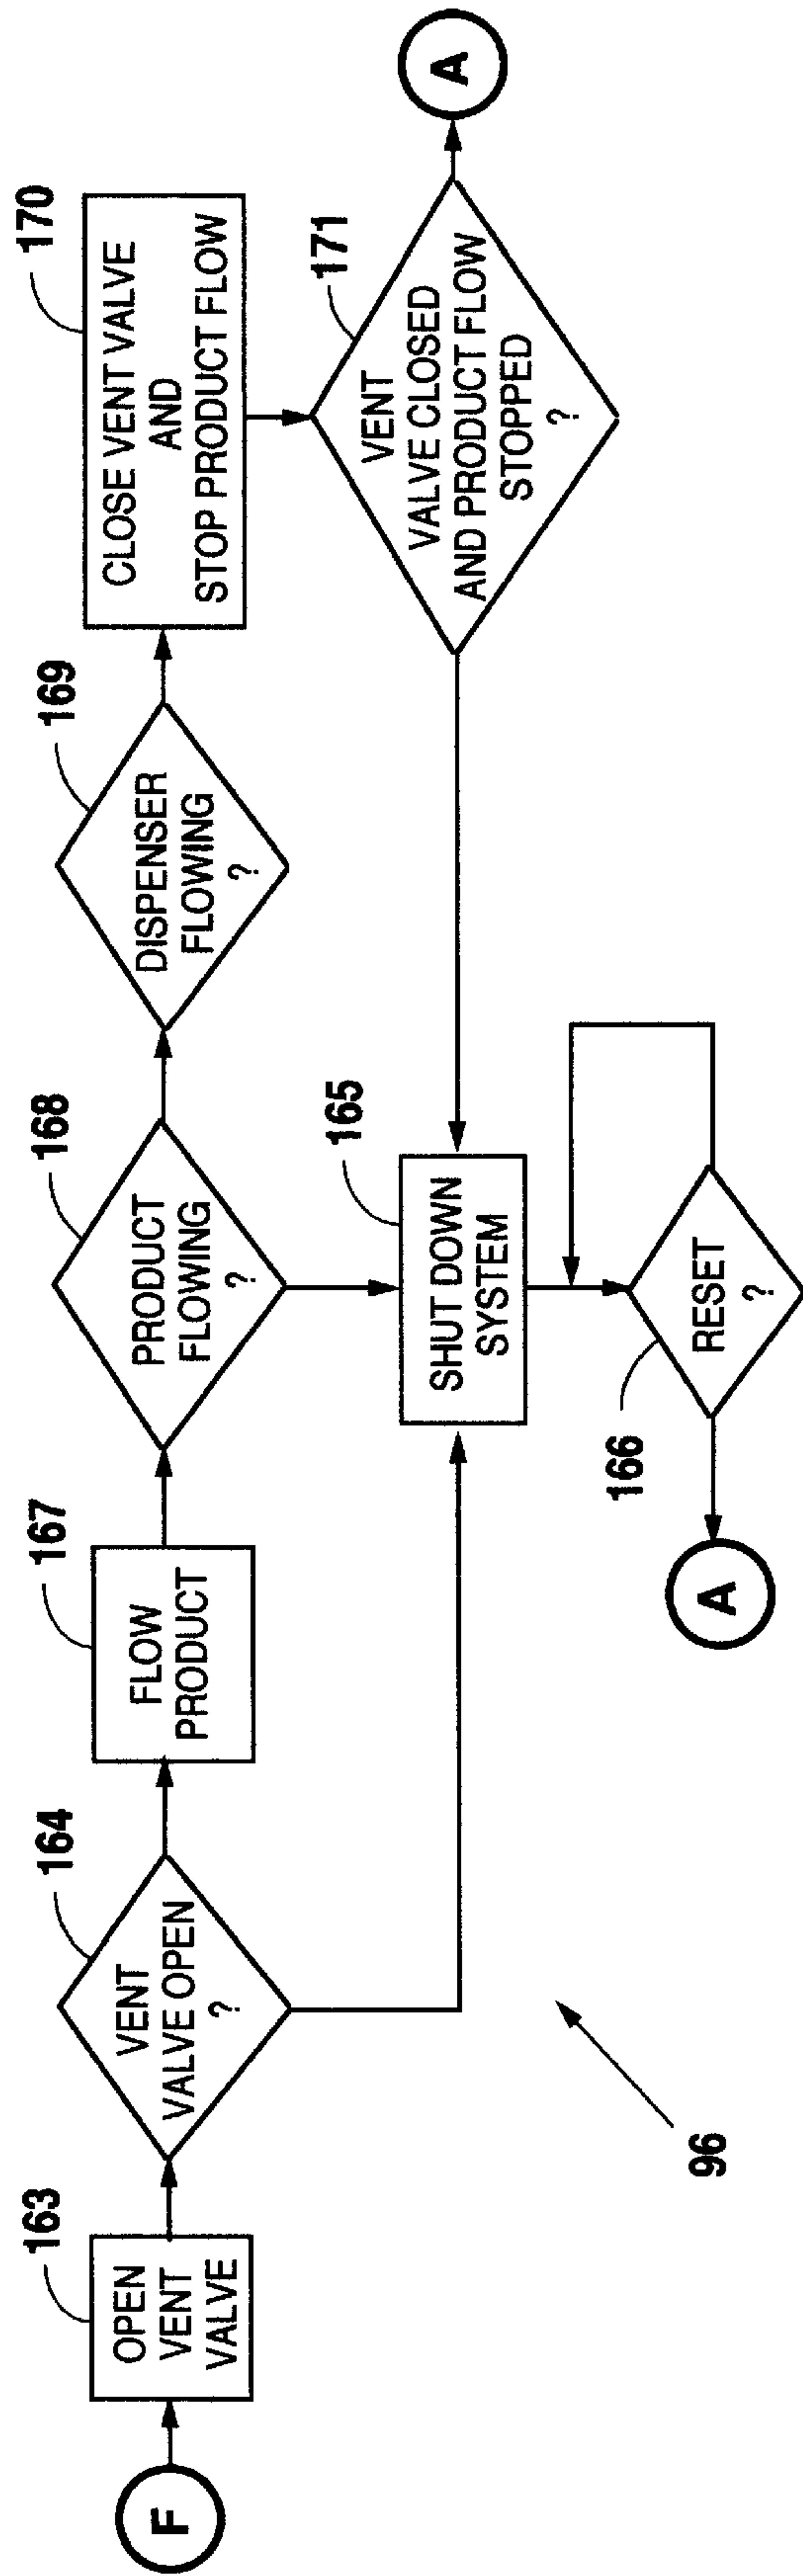 F
163
OPEN
VENT
VALVE
164
VENT
VALVE OPEN
?
167
FLOW
PRODUCT
168
PRODUCT
FLOWING
?
169
DISPENSER
FLOWING
?
170
CLOSE VENT VALVE
AND
STOP PRODUCT FLOW
171
VENT
VALVE CLOSED
AND PRODUCT FLOW
STOPPED
?
A
165
SHUT DOWN
SYSTEM
166
RESET
?
A
96